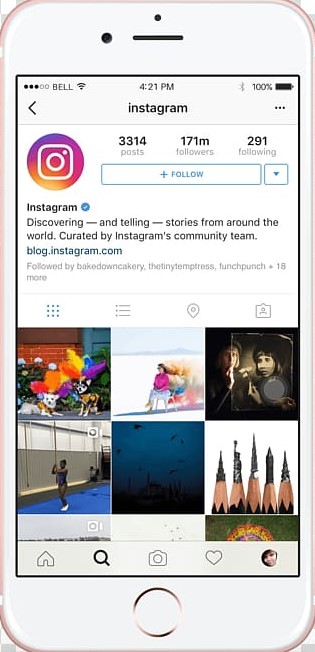 BELL 4:21 PM 100%
instagram
3314 171m 291
posts followers following
+ FOLLOW
Instagram
Discovering — and telling — stories from around the
world. Curated by Instagram's community team.
blog.instagram.com
Followed by bakedowncakery, thetinytemptress, funchpunch + 18
more